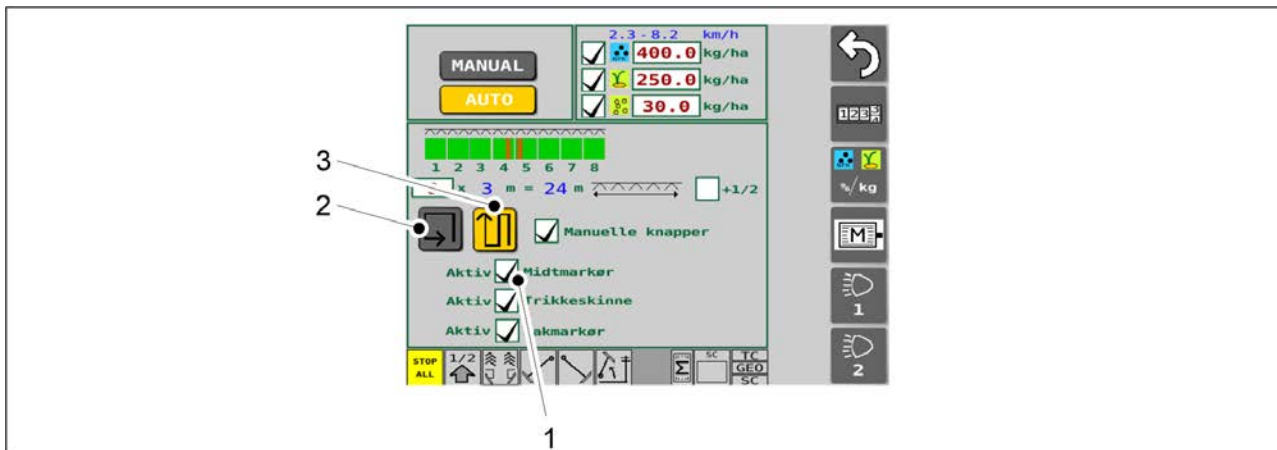 2.3 - 8.2 km/h
MANUAL
400.0 kg/ha
AUTO
250.0 kg/ha
30.0 kg/ha
1 2 3 4 5 6 7 8
x 3 m = 24 m +1/2
Manuelle knapper
Aktiv Midtmarkør
Aktiv Trikkeskinne
Aktiv
STOP ALL
1/2
Σ
SC
TC
GEO
SC
%/kg
M
1
2
3
2
1